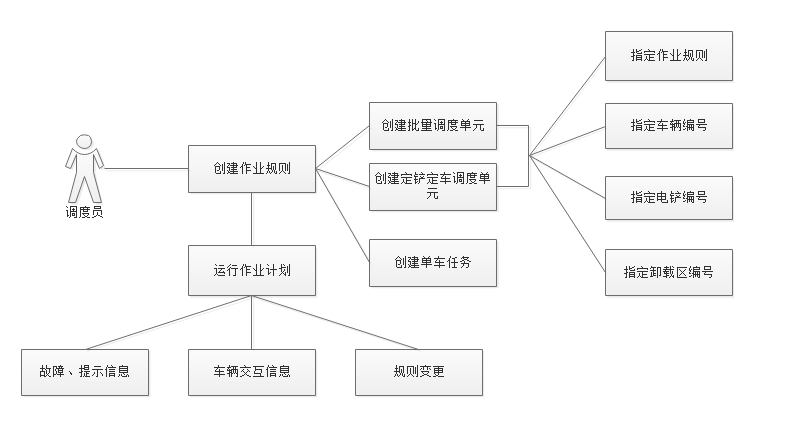 指定作业规则
创建批量调度单元
指定车辆编号
创建作业规则
创建定铲定车调度单
元
指定电铲编号
调度员
运行作业计划
创建单车任务
指定卸载区编号
故障、提示信息
车辆交互信息
规则变更